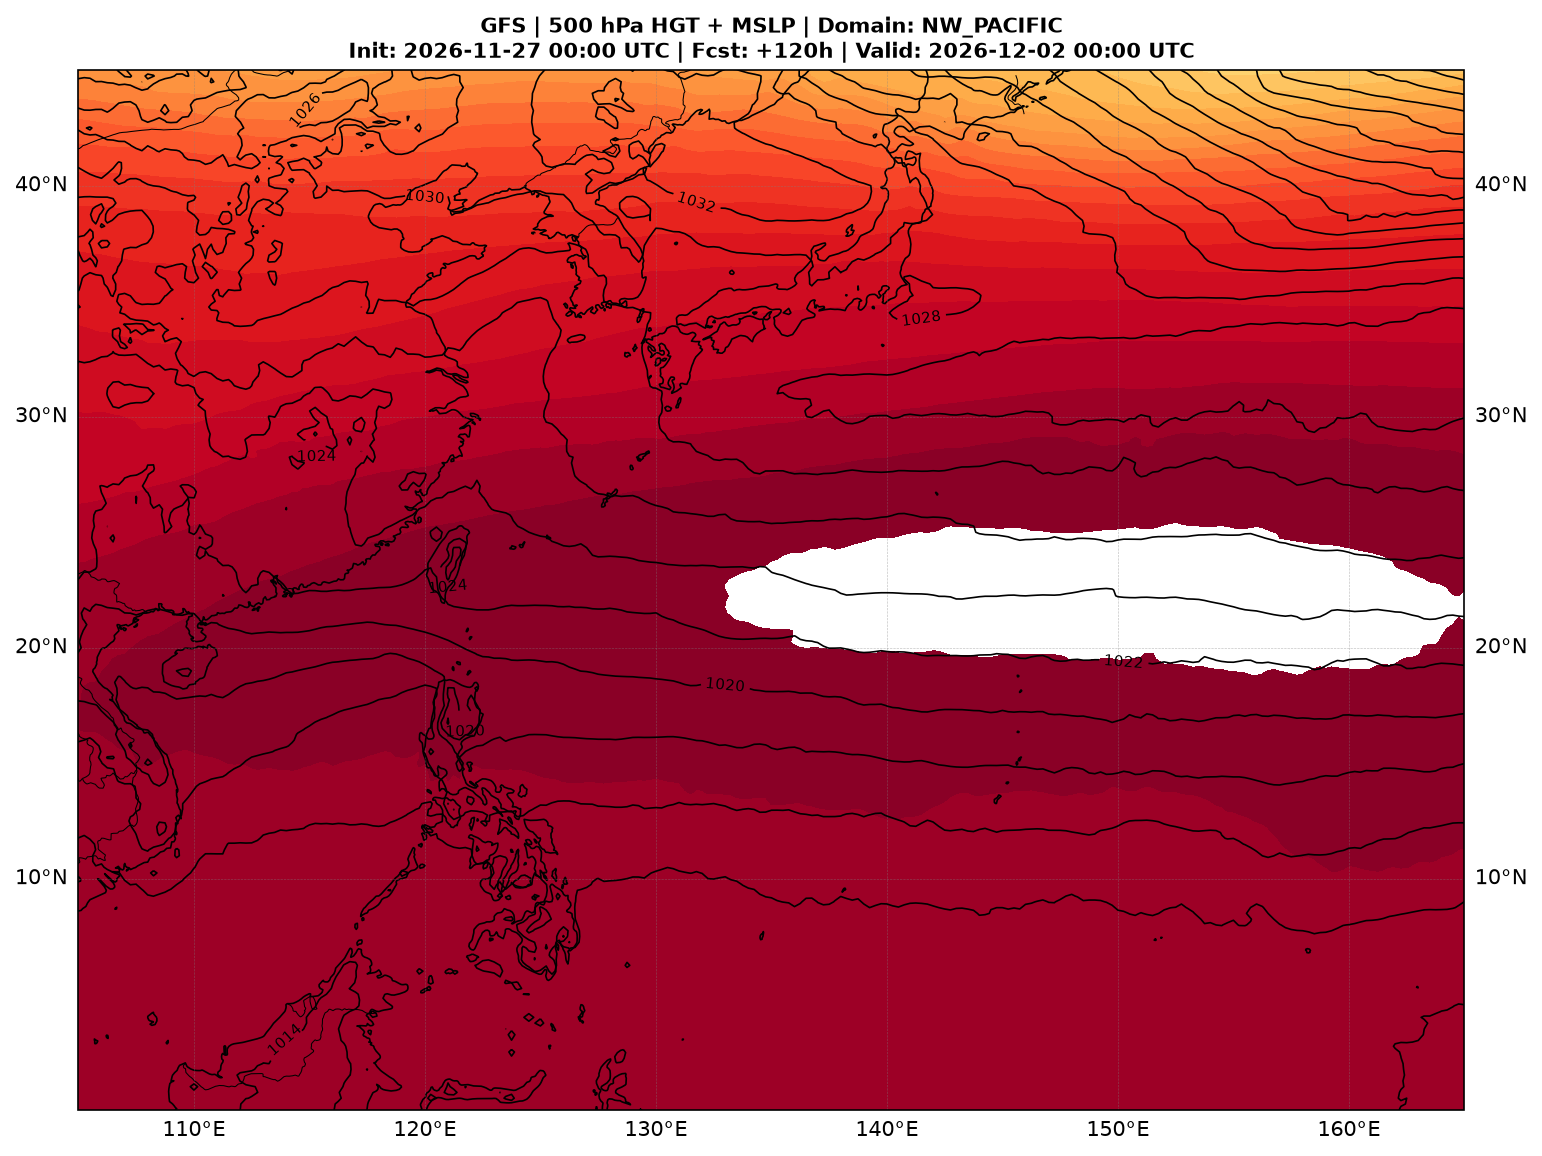 GFS | 500 hPa HGT + MSLP | Domain: NW_PACIFIC
Init: 2026-11-27 00:00 UTC | Fcst: +120h | Valid: 2026-12-02 00:00 UTC
1026
40°N
1030
1032
40°N
1028
30°N
1024
30°N
1024
20°N
1022
20°N
1020
1020
10°N
10°N
1014
110°E
120°E
130°E
140°E
150°E
160°E